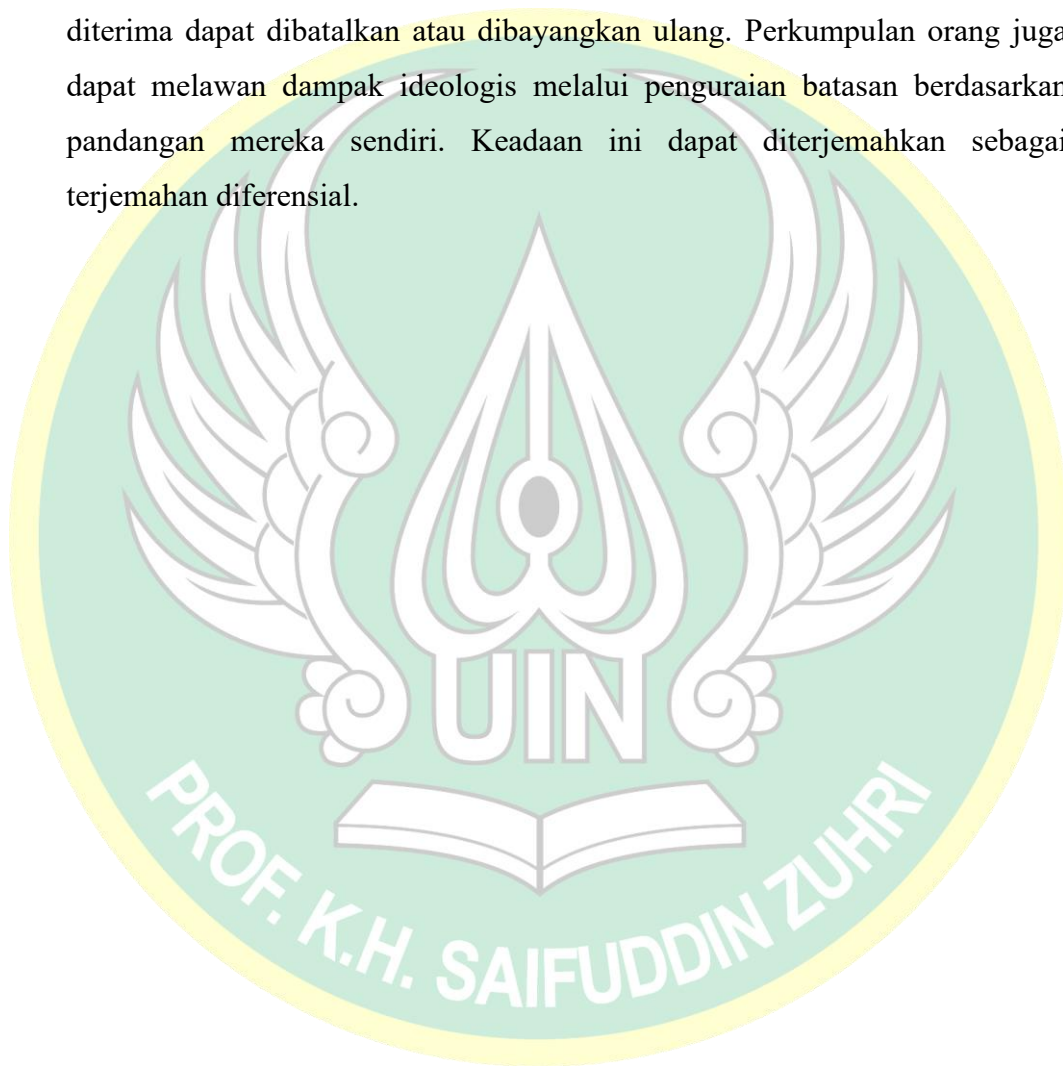 diterima dapat dibatalkan atau dibayangkan ulang. Perkumpulan orang juga
dapat melawan dampak ideologis melalui penguraian batasan berdasarkan
pandangan mereka sendiri. Keadaan ini dapat diterjemahkan sebagai
terjemahan diferensial.
UIN
PROF. K.H. SAIFUDDIN ZUHRI